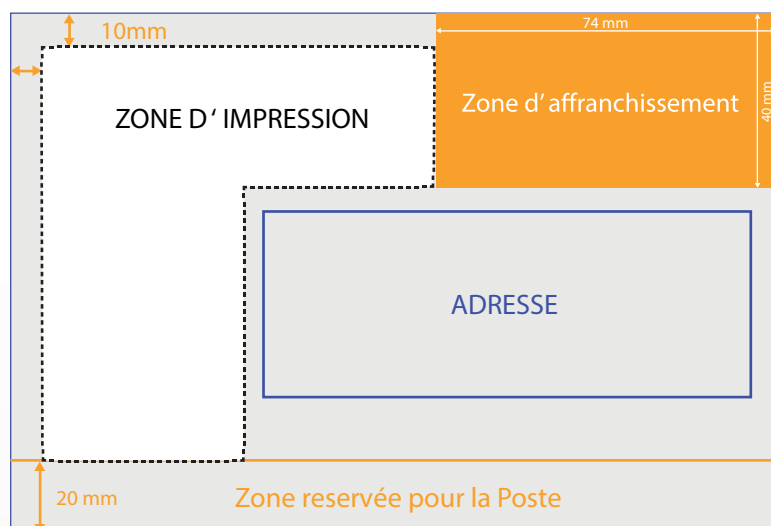 10mm
74 mm
ZONE D ' IMPRESSION
Zone d' affranchissement
40 mm
ADRESSE
20 mm
Zone reservée pour la Poste